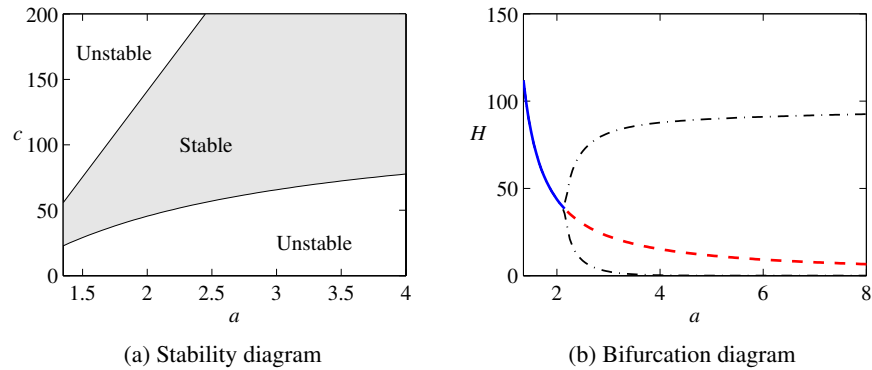 200
150
c
100
50
0
Unstable
Stable
Unstable
1.5 2 2.5 3 3.5 4
a
(a) Stability diagram
150
100
H
50
0
2 4 6 8
a
(b) Bifurcation diagram